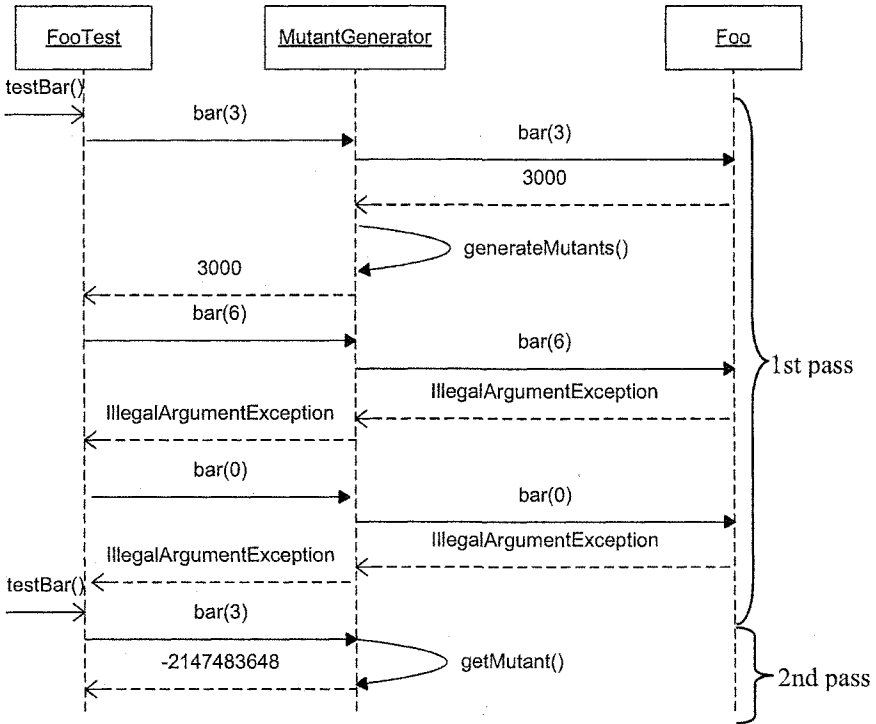 FooTest
MutantGenerator
Foo
testBar()
bar(3)
bar(3)
3000
generateMutants()
3000
bar(6)
bar(6)
1st pass
IllegalArgumentException
IllegalArgumentException
bar(0)
bar(0)
IllegalArgumentException
IllegalArgumentException
testBar()
bar(3)
-2147483648
getMutant()
2nd pass